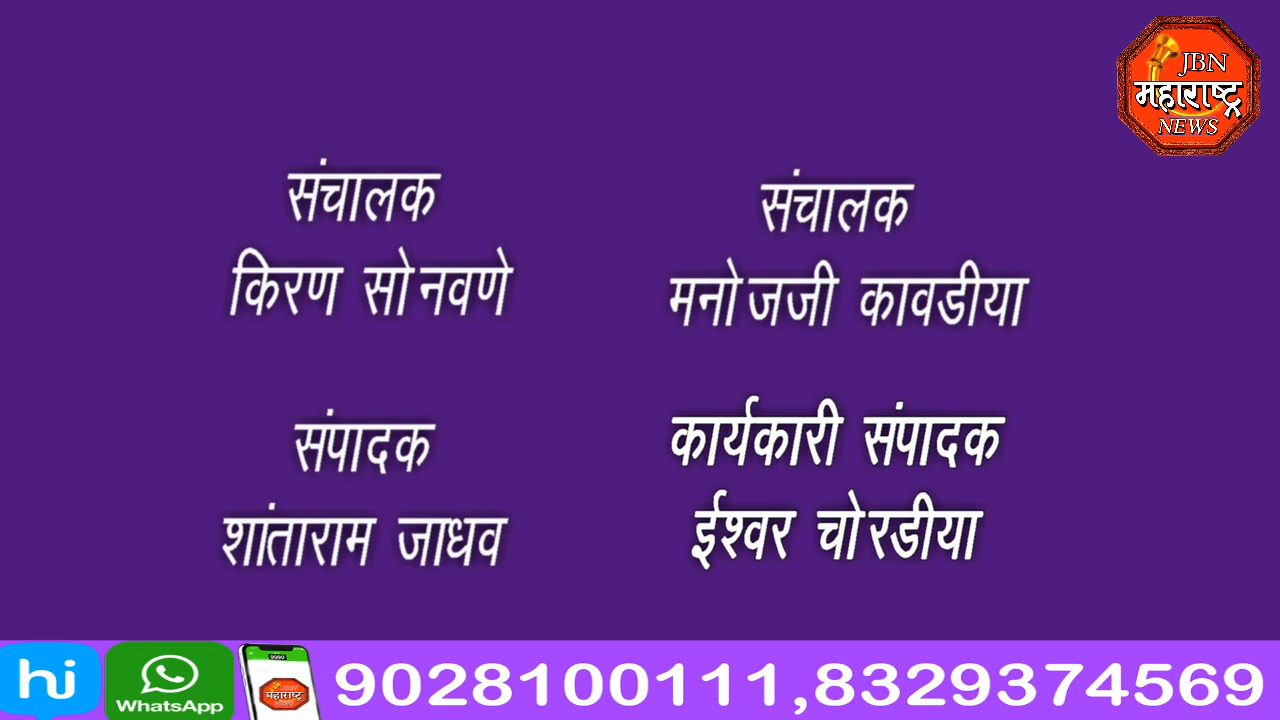 JBN
महाराष्ट्र
NEWS
संचालक
किरण सोनवणे
संचालक
मनोजजी कावडीया
संपादक
शांताराम जाधव
कार्यकारी संपादक
ईश्वर चोरडीया
hi
WhatsApp
महाराष्ट्र
9028100111,8329374569